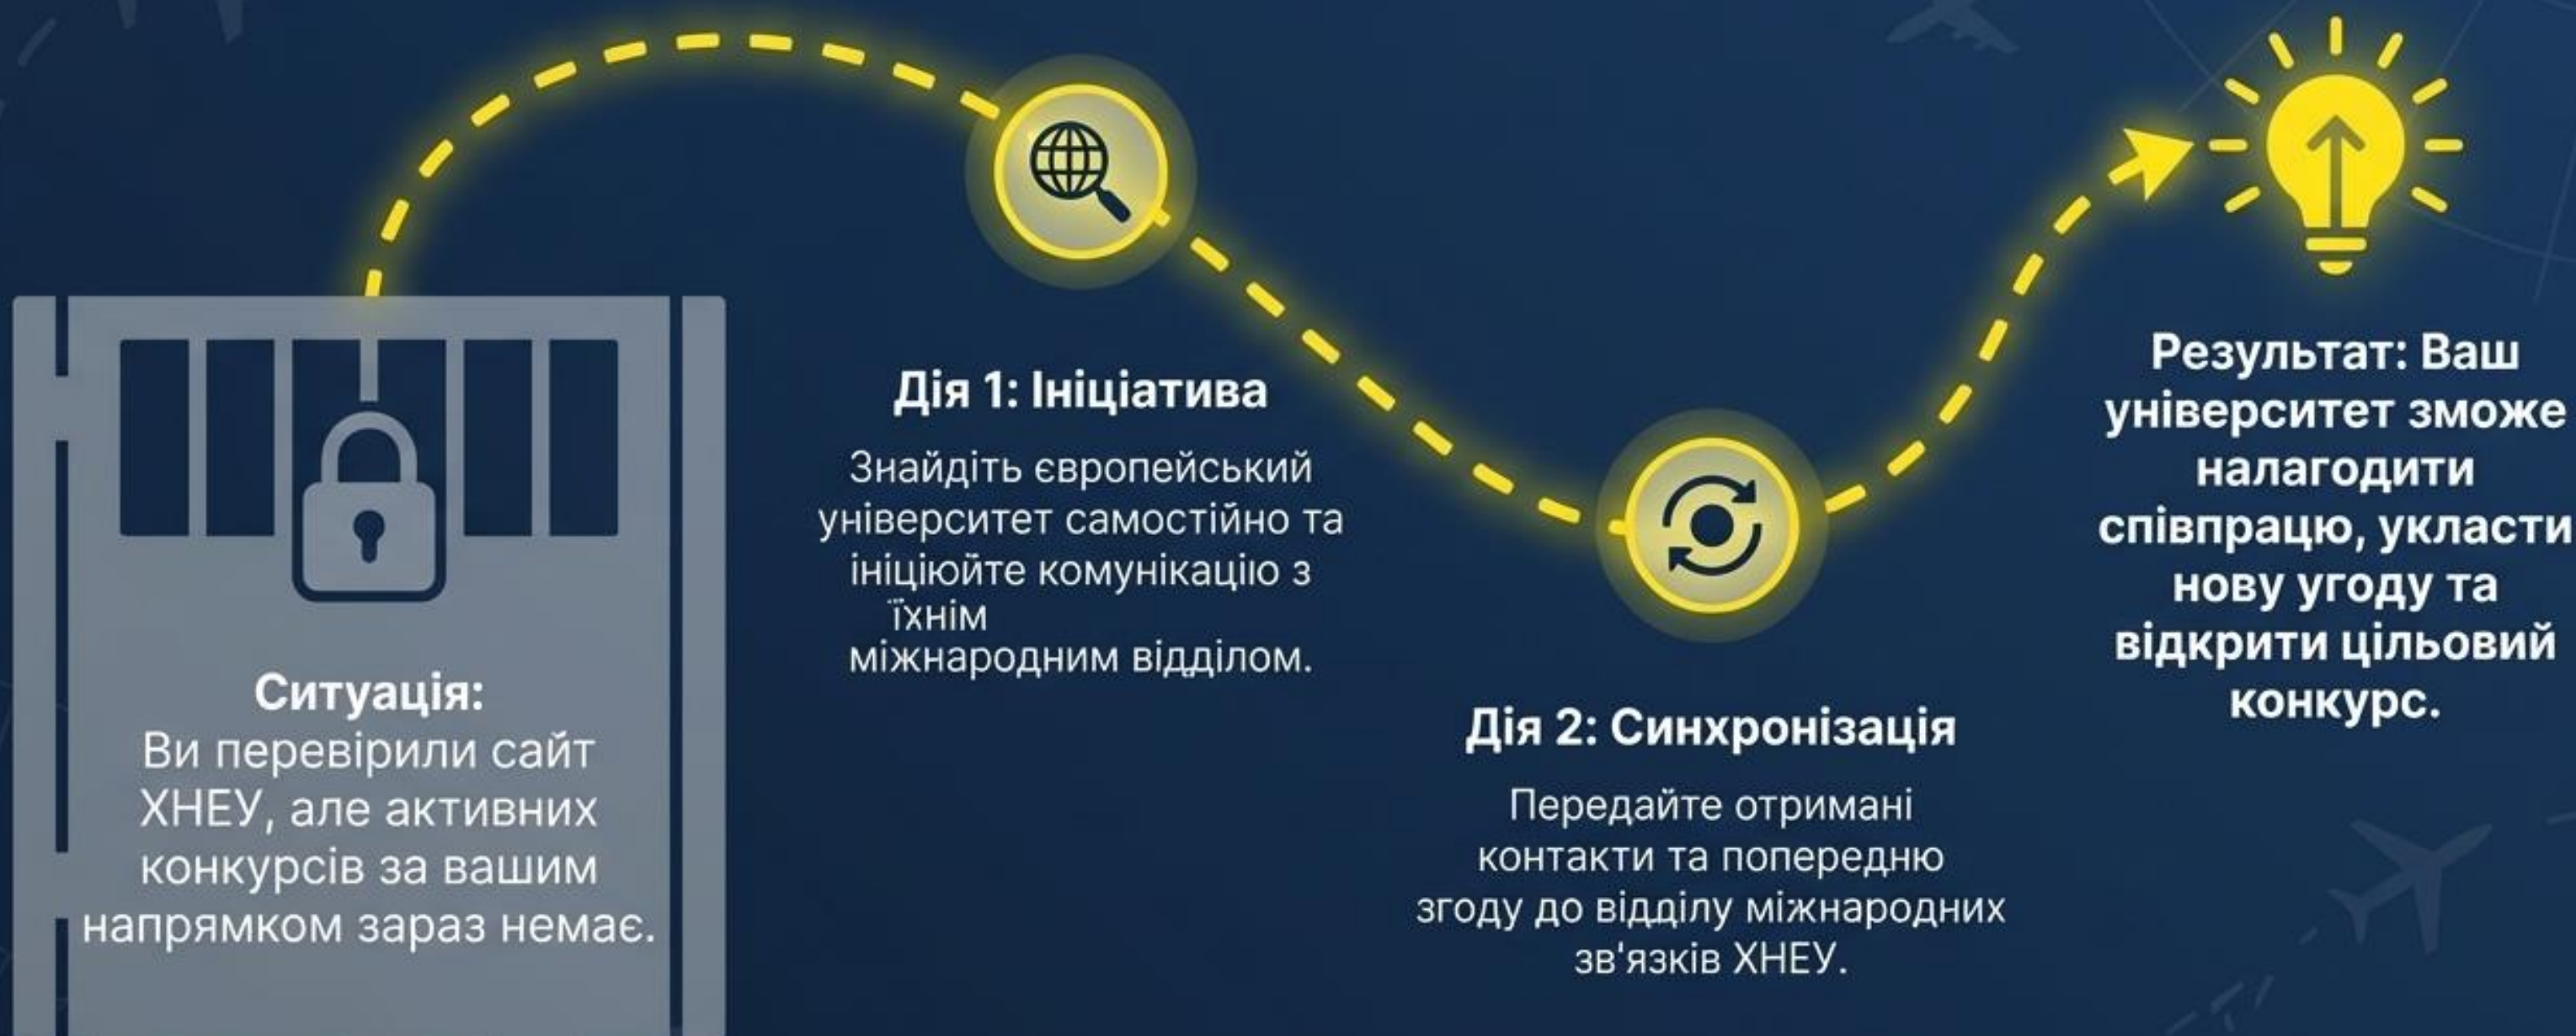 Ситуація:
Ви перевірили сайт
ХНЕУ, але активних
конкурсів за вашим
напрямком зараз немає.
Дія 1: Ініціатива
Знайдіть європейський
університет самостійно та
ініціюйте комунікацію з
їхнім
міжнародним відділом.
Дія 2: Синхронізація
Передайте отримані
контакти та попередню
згоду до відділу міжнародних
зв'язків ХНЕУ.
Результат: Ваш
університет зможе
налагодити
співпрацю, укласти
нову угоду та
відкрити цільовий
конкурс.